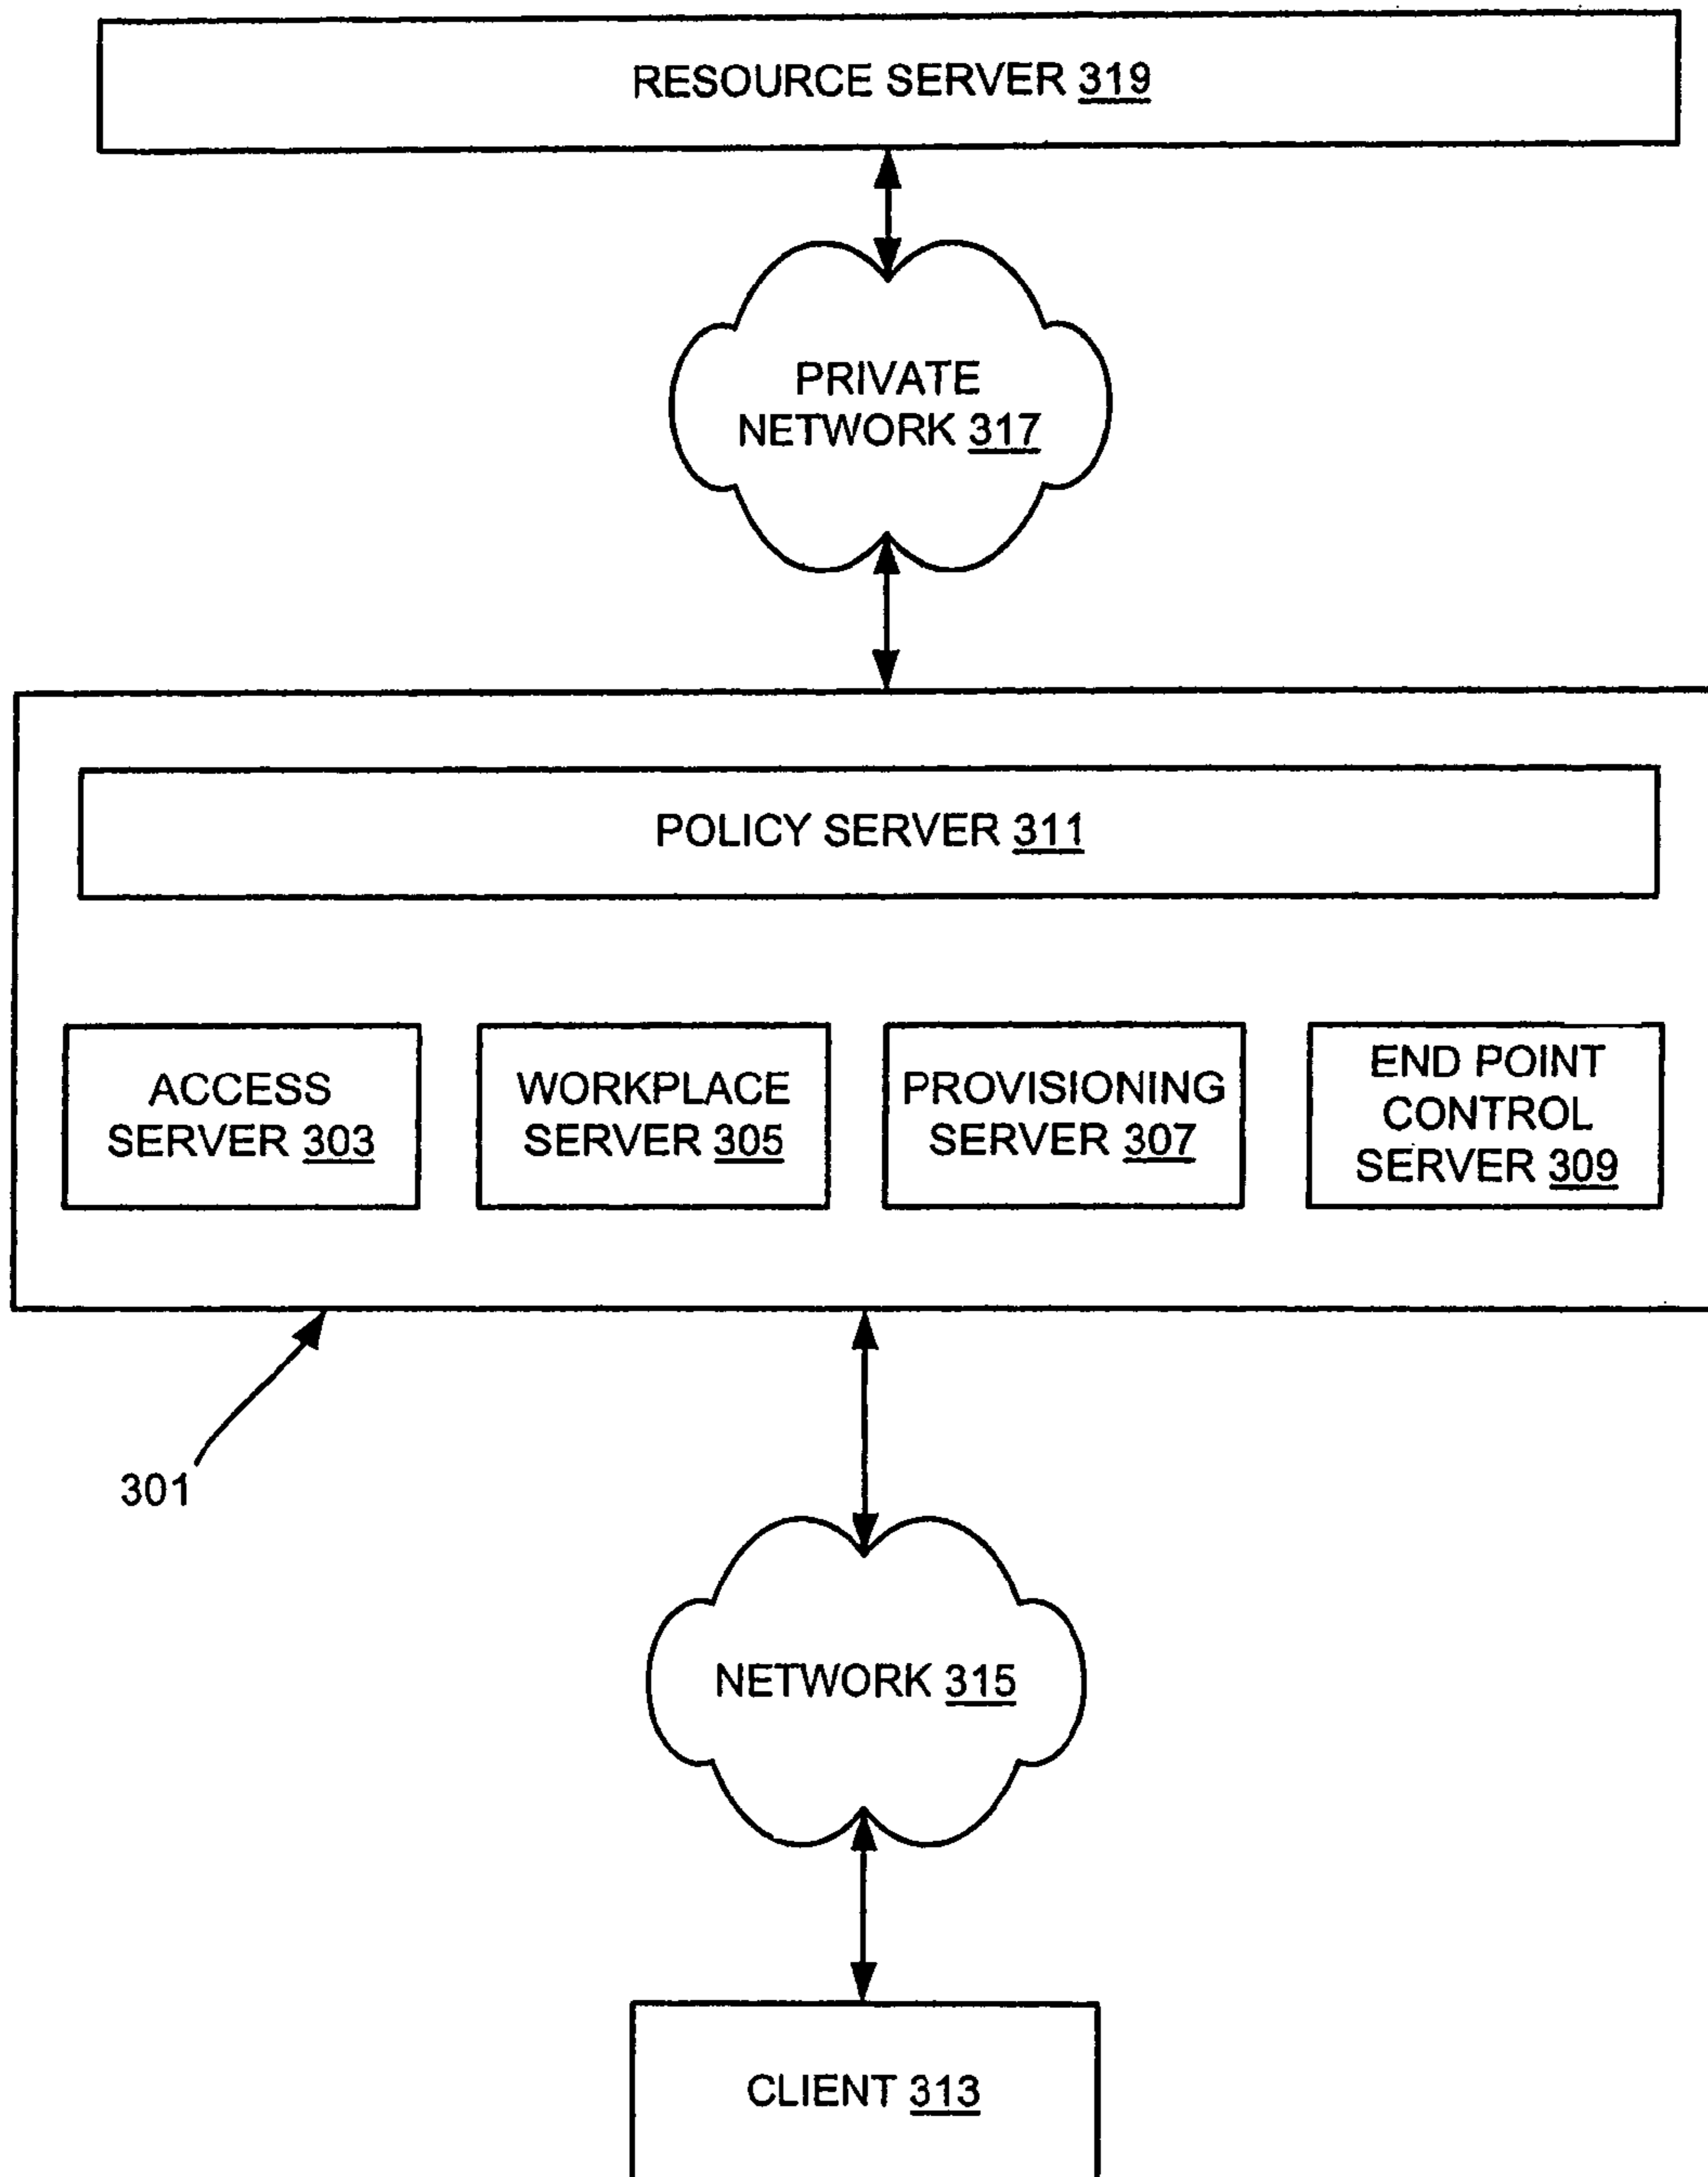 RESOURCE SERVER 319
PRIVATE
NETWORK 317
POLICY SERVER 311
ACCESS
SERVER 303
WORKPLACE
SERVER 305
PROVISIONING
SERVER 307
END POINT
CONTROL
SERVER 309
301
NETWORK 315
CLIENT 313